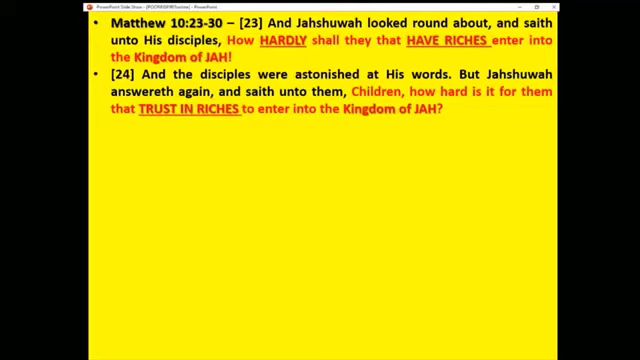 PowerPoint Slide Show - [POORINSPIRITtwotone] - PowerPoint
• Matthew 10:23-30 – [23] And Jahshuwah looked round about, and saith
unto His disciples, How HARDLY shall they that HAVE RICHES enter into
the Kingdom of JAH!
• [24] And the disciples were astonished at His words. But Jahshuwah
answereth again, and saith unto them, Children, how hard is it for them
that TRUST IN RICHES to enter into the Kingdom of JAH?